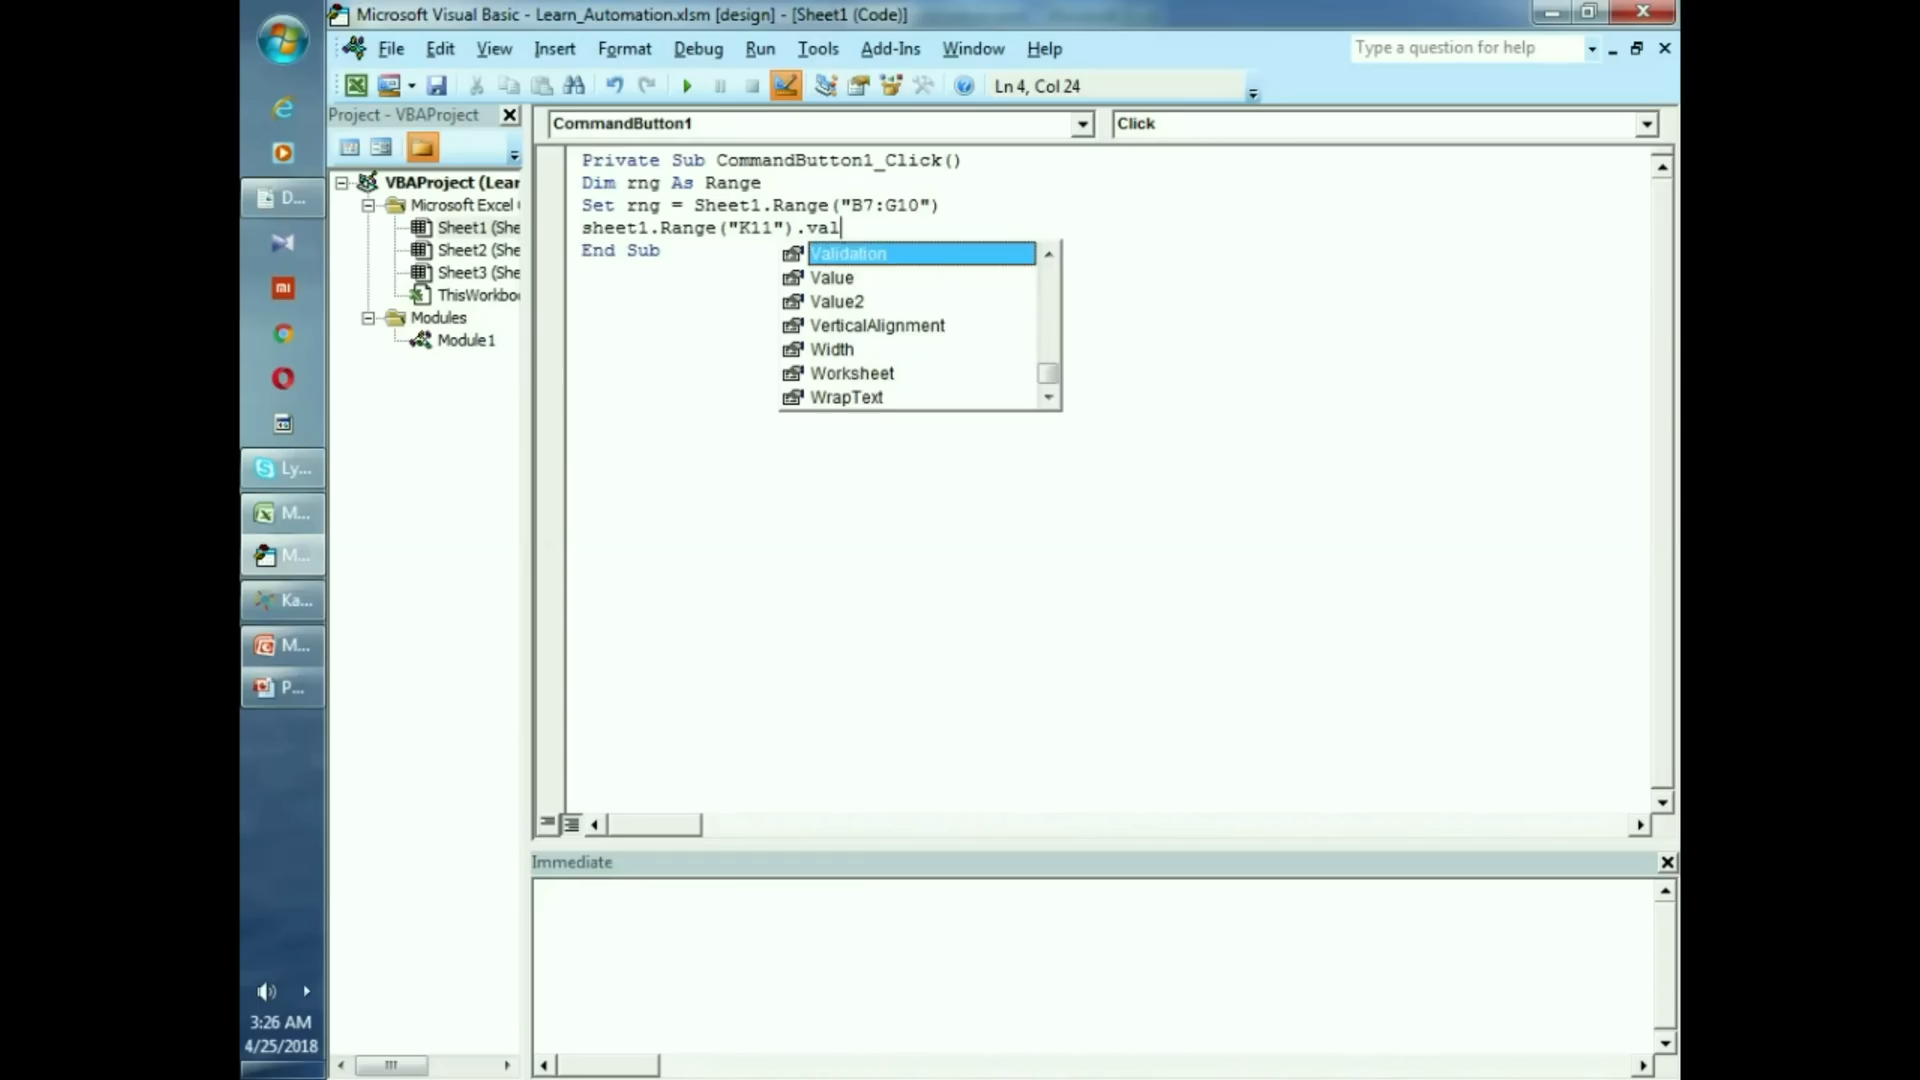 Microsoft Visual Basic - Learn_Automation.xlsm [design] - [Sheet1 (Code)]
File Edit View Insert Format Debug Run Tools Add-Ins Window Help
Type a question for help
Ln 4, Col 24
Project - VBAProject
CommandButton1
Click
VBAProject (Lear
Microsoft Excel
Sheet1 (She
Sheet2 (She
Sheet3 (She
ThisWorkboo
Modules
Module1
Private Sub CommandButton1_Click()
Dim rng As Range
Set rng = Sheet1.Range("B7:G10")
sheet1.Range("K11").val
End Sub
Validation
Value
Value2
VerticalAlignment
Width
Worksheet
WrapText
Immediate
D...
mi
Ly...
M...
M...
Ka...
M...
P...
3:26 AM
4/25/2018